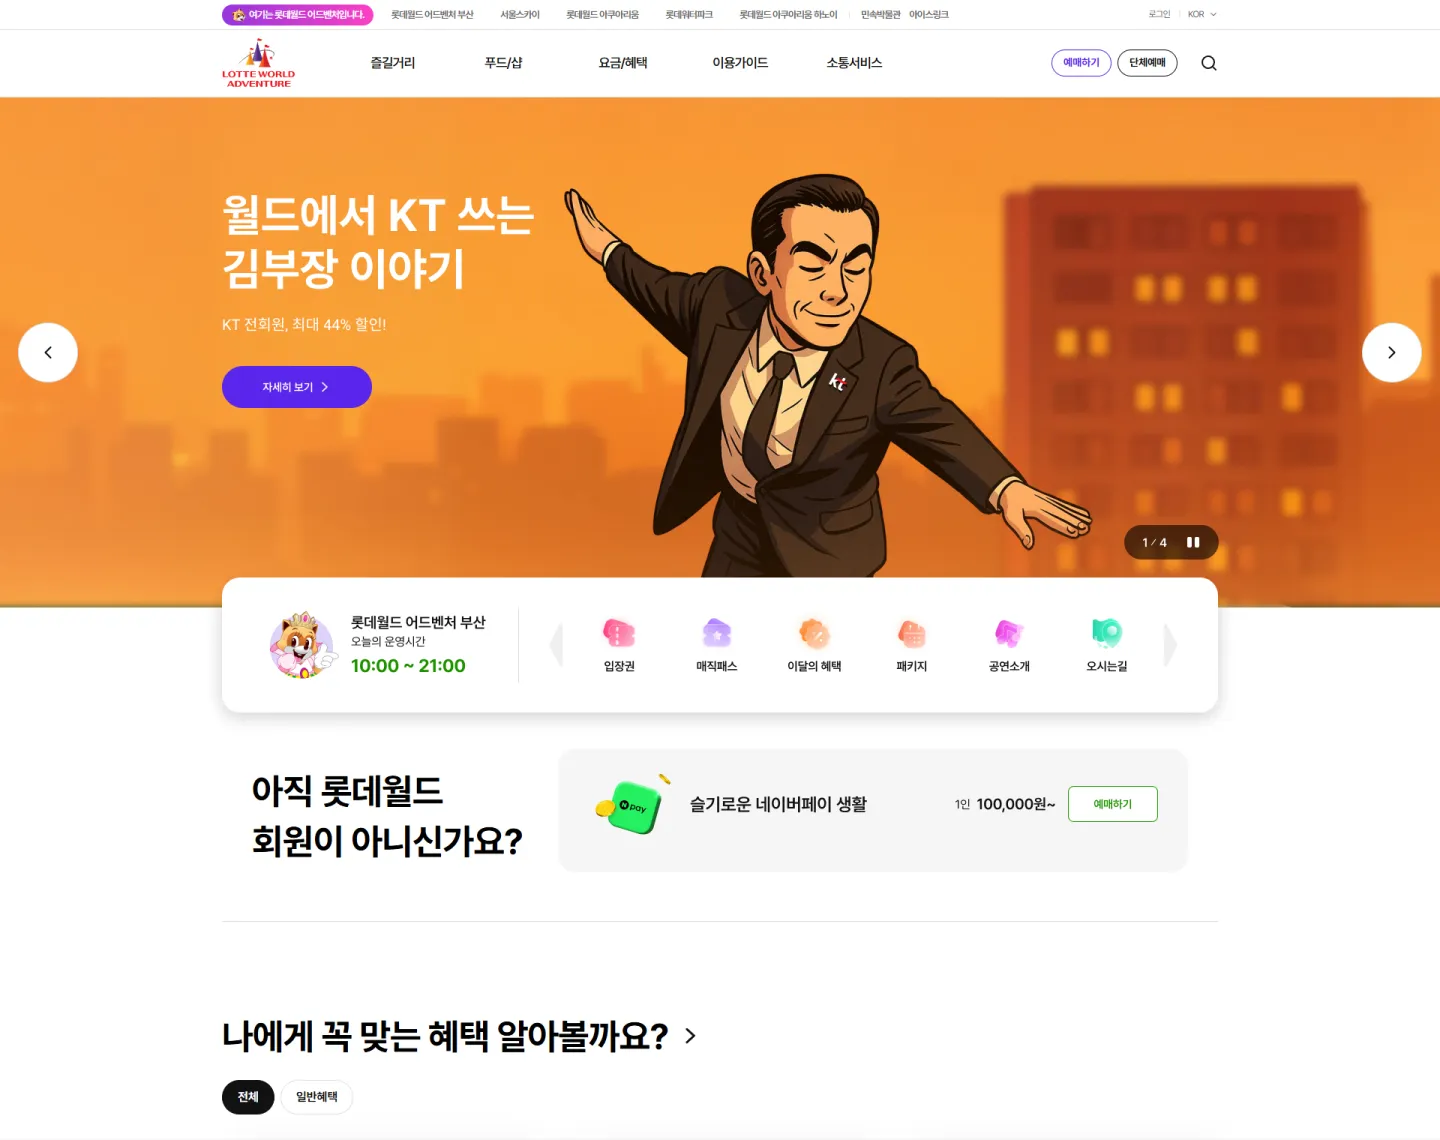 여기는 롯데월드 어드벤처입니다.
롯데월드 어드벤처 부산
서울스카이
롯데월드 아쿠아리움
롯데워터파크
롯데월드 아쿠아리움 하노이
민속박물관
아이스링크
로그인
KOR
LOTTE WORLD
ADVENTURE
즐길거리
푸드/샵
요금/혜택
이용가이드
소통서비스
예매하기
단체예매
월드에서 KT 쓰는
김부장 이야기
KT 전회원, 최대 44% 할인!
자세히 보기
kt
1 / 4
롯데월드 어드벤처 부산
오늘의 운영시간
10:00 ~ 21:00
입장권
매직패스
이달의 혜택
패키지
공연소개
오시는길
아직 롯데월드
회원이 아니신가요?
N pay
슬기로운 네이버페이 생활
1인 100,000원~
예매하기
나에게 꼭 맞는 혜택 알아볼까요?
전체
일반혜택